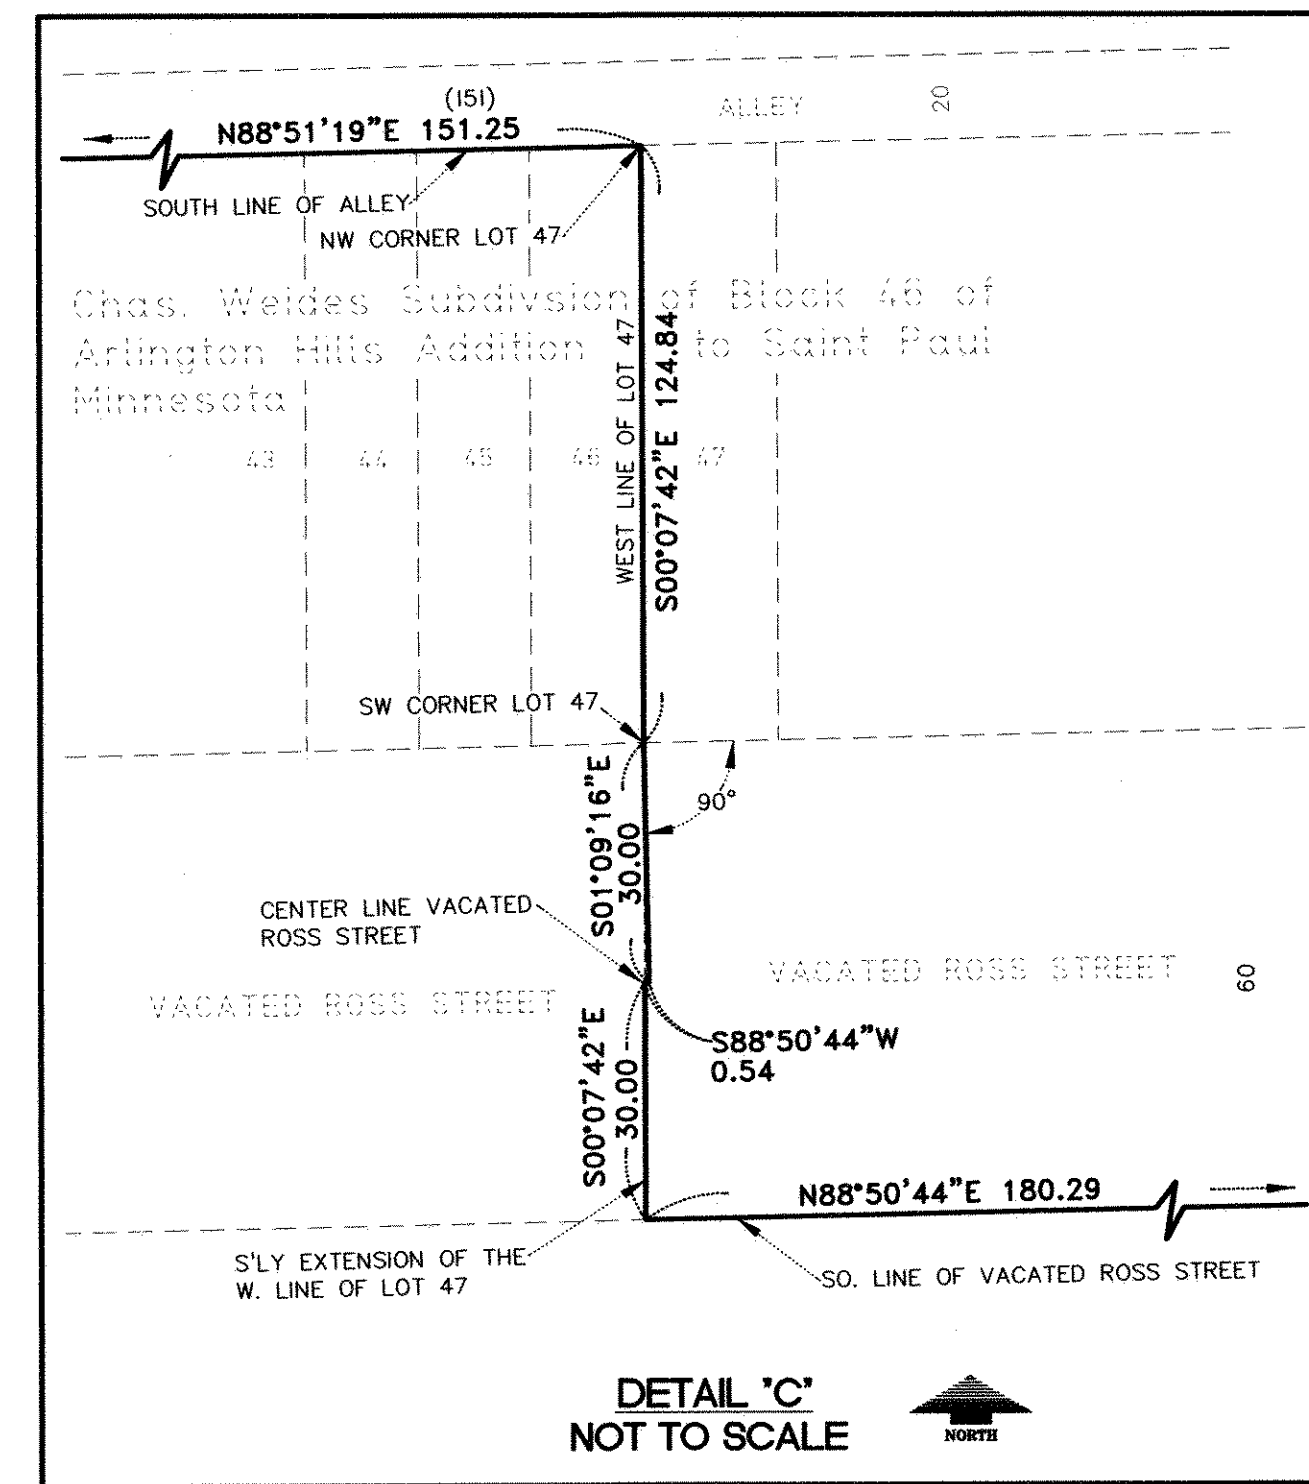 (151)
N88°51'19"E 151.25
ALLEY
20
SOUTH LINE OF ALLEY
NW CORNER LOT 47
Chas. Weides Subdivsion of Block 46 of
Arlington Hills Addition to Saint Paul
Minnesota
WEST LINE OF LOT 47
S00°07'42"E 124.84
43
44
45
46
47
SW CORNER LOT 47
S01°09'16"E
30.00
90°
CENTER LINE VACATED
ROSS STREET
VACATED ROSS STREET
VACATED ROSS STREET
60
S88°50'44"W
0.54
S00°07'42"E
30.00
N88°50'44"E 180.29
S'LY EXTENSION OF THE
W. LINE OF LOT 47
SO. LINE OF VACATED ROSS STREET
DETAIL "C"
NOT TO SCALE
NORTH